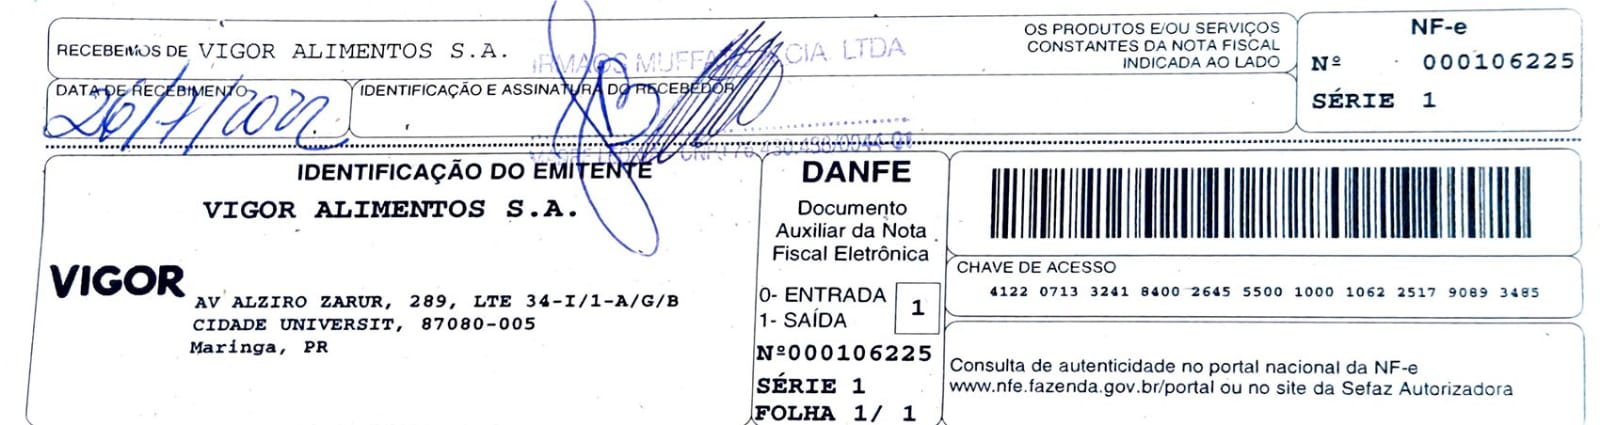 RECEBEMOS DE VIGOR ALIMENTOS S.A.
OS PRODUTOS E/OU SERVIÇOS
CONSTANTES DA NOTA FISCAL
INDICADA AO LADO
NF-e
Nº 000106225
SÉRIE 1
IRMAOS MUFFATO CIA. LTDA
DATA DE RECEBIMENTO
26/7/2022
IDENTIFICAÇÃO E ASSINATURA DO RECEBEDOR
CNPJ 76.430.438/0044-01
IDENTIFICAÇÃO DO EMITENTE
VIGOR ALIMENTOS S.A.
VIGOR
AV ALZIRO ZARUR, 289, LTE 34-I/1-A/G/B
CIDADE UNIVERSIT, 87080-005
Maringa, PR
DANFE
Documento
Auxiliar da Nota
Fiscal Eletrônica
0- ENTRADA
1- SAÍDA
1
Nº000106225
SÉRIE 1
FOLHA 1/ 1
CHAVE DE ACESSO
4122 0713 3241 8400 2645 5500 1000 1062 2517 9089 3485
Consulta de autenticidade no portal nacional da NF-e
www.nfe.fazenda.gov.br/portal ou no site da Sefaz Autorizadora